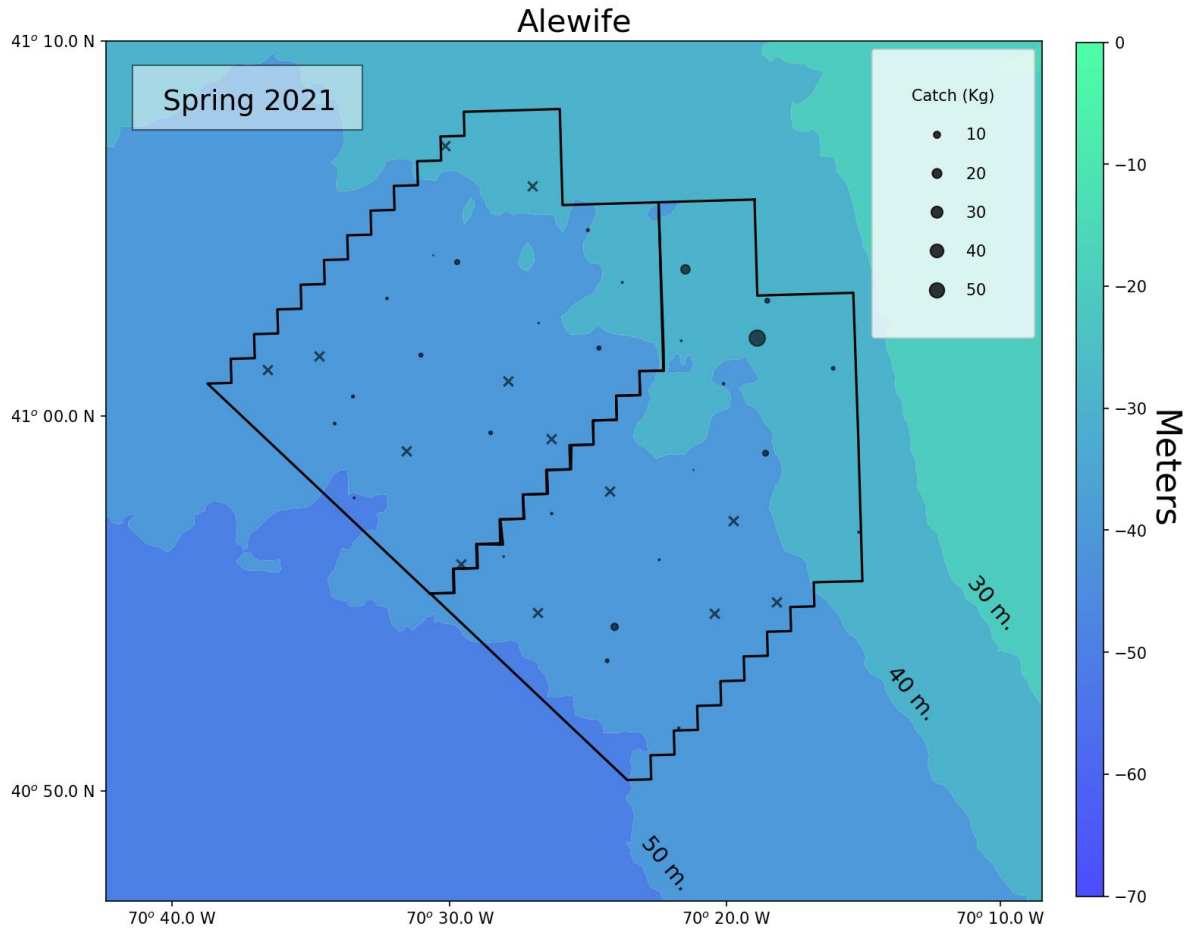 Alewife
41° 10.0 N
Spring 2021
Catch (Kg)
10
20
30
40
50
41° 00.0 N
40° 50.0 N
30 m.
40 m.
50 m.
70° 40.0 W
70° 30.0 W
70° 20.0 W
70° 10.0 W
0
−10
−20
−30
−40
−50
−60
−70
Meters